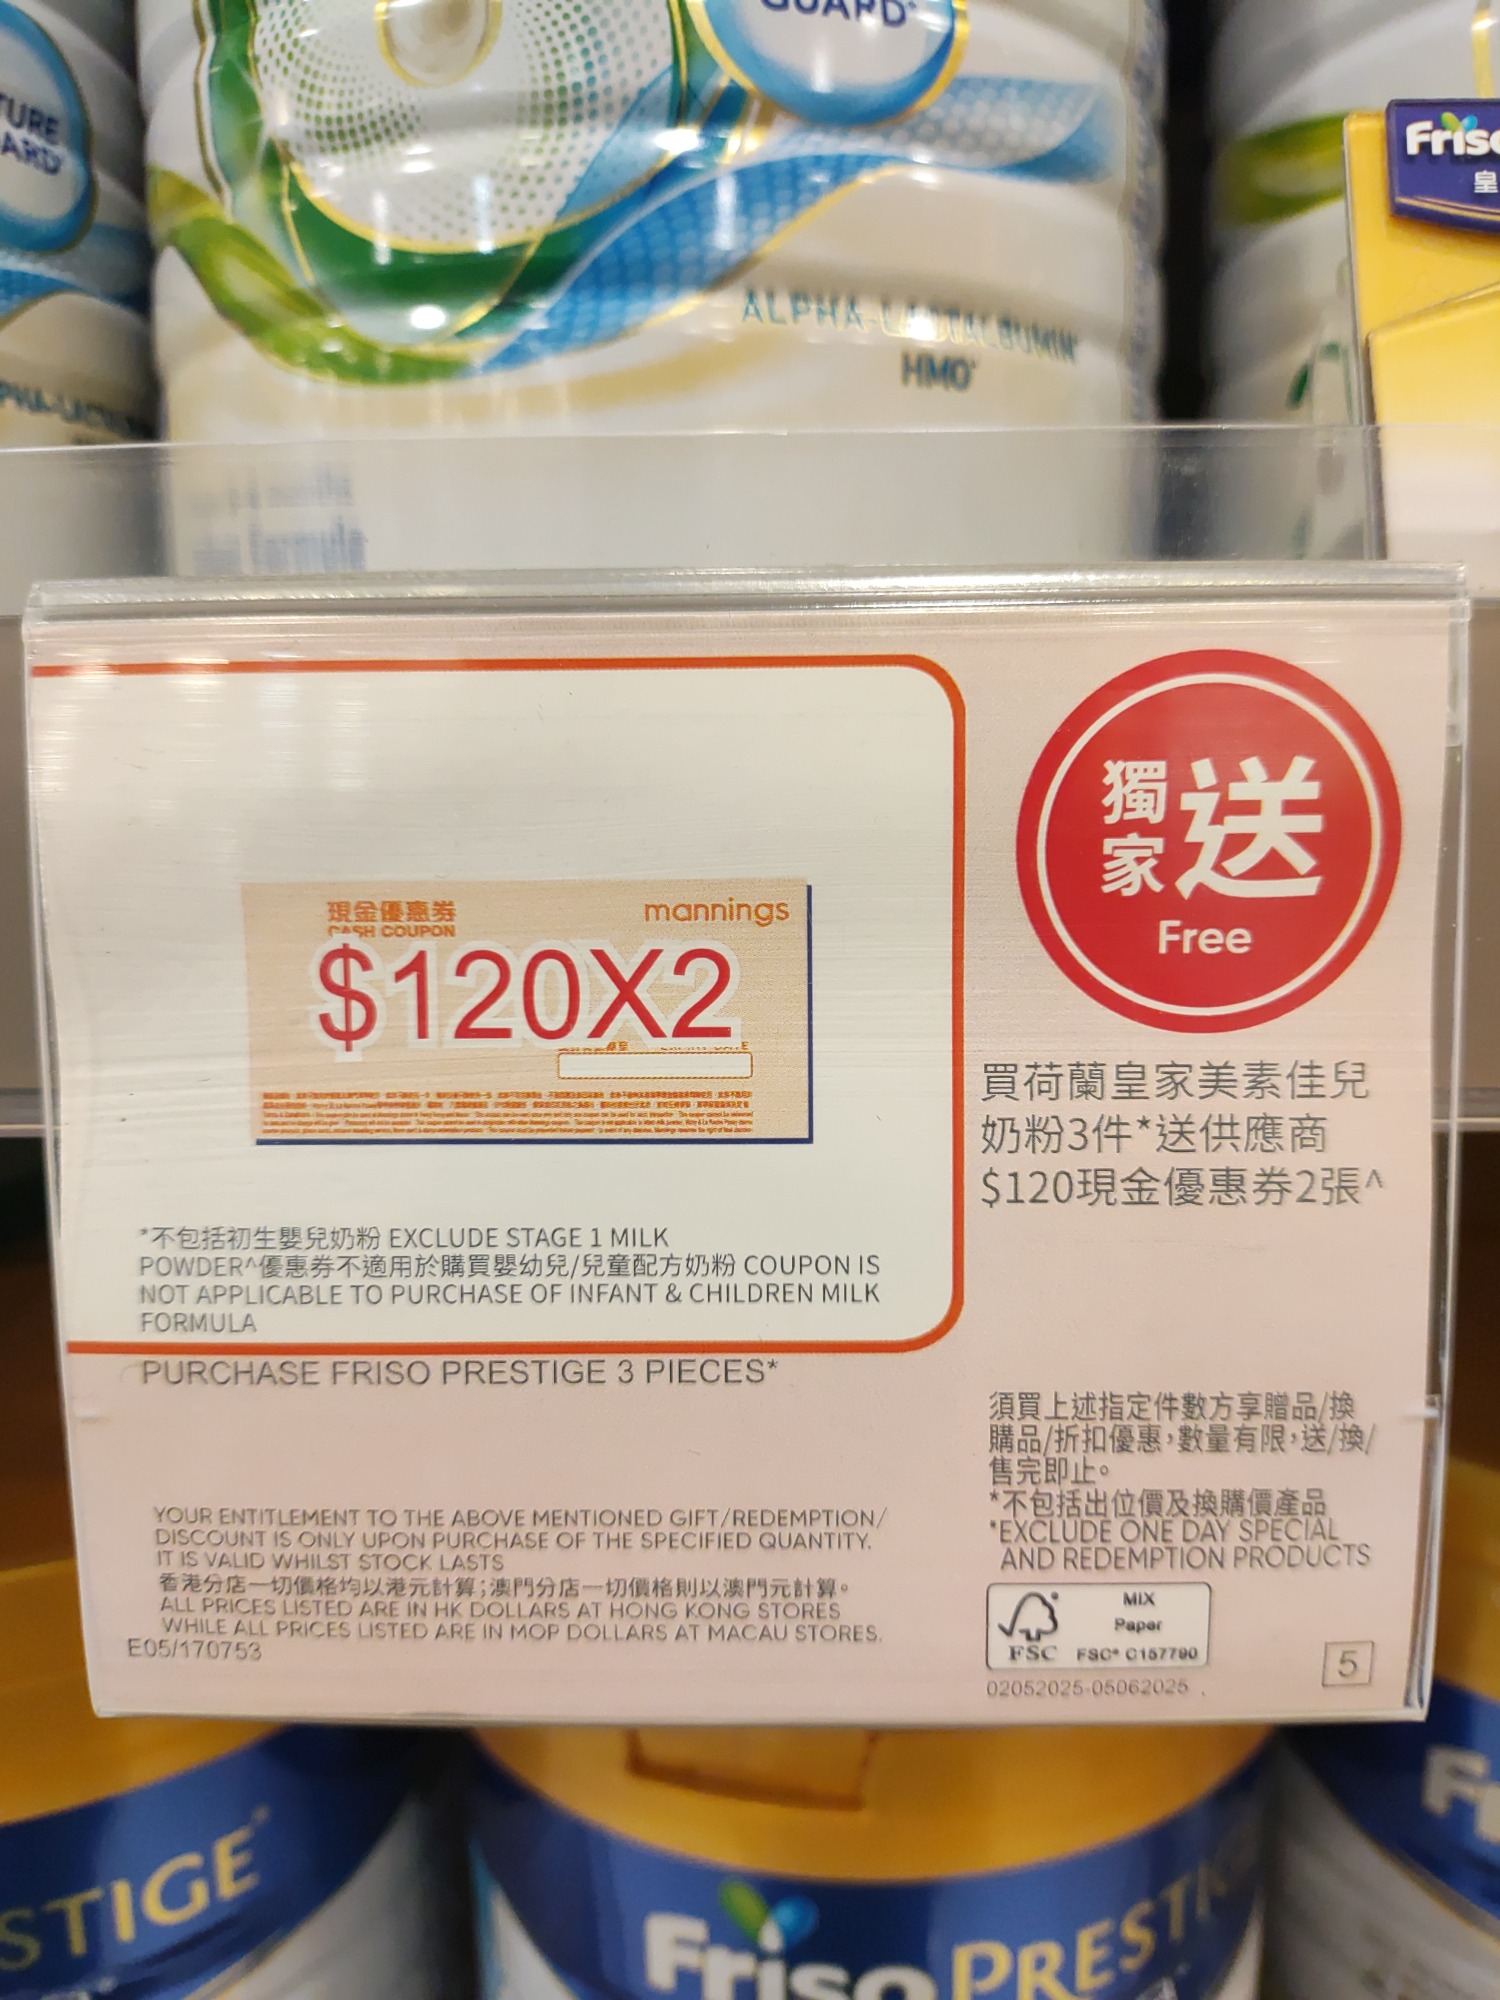 GUARD
TURE
ARD
Friso
皇
ALPHA-LACTALBUMIN
HMO
formula
獨家送
Free
現金優惠券
CASH COUPON
mannings
$120X2
買荷蘭皇家美素佳兒
奶粉3件*送供應商
$120現金優惠券2張^
*不包括初生嬰兒奶粉 EXCLUDE STAGE 1 MILK
POWDER^優惠券不適用於購買嬰幼兒/兒童配方奶粉 COUPON IS
NOT APPLICABLE TO PURCHASE OF INFANT & CHILDREN MILK
FORMULA
PURCHASE FRISO PRESTIGE 3 PIECES*
須買上述指定件數方享贈品/換
購品/折扣優惠,數量有限,送/換/
售完即止。
*不包括出位價及換購價產品
*EXCLUDE ONE DAY SPECIAL
AND REDEMPTION PRODUCTS
YOUR ENTITLEMENT TO THE ABOVE MENTIONED GIFT/REDEMPTION/
DISCOUNT IS ONLY UPON PURCHASE OF THE SPECIFIED QUANTITY.
IT IS VALID WHILST STOCK LASTS
香港分店一切價格均以港元計算;澳門分店一切價格則以澳門元計算。
ALL PRICES LISTED ARE IN HK DOLLARS AT HONG KONG STORES
WHILE ALL PRICES LISTED ARE IN MOP DOLLARS AT MACAU STORES.
E05/170753
FSC
MIX
Paper
FSC® C157790
5
02052025-05062025
STIGE
Friso PRESTI
Fr